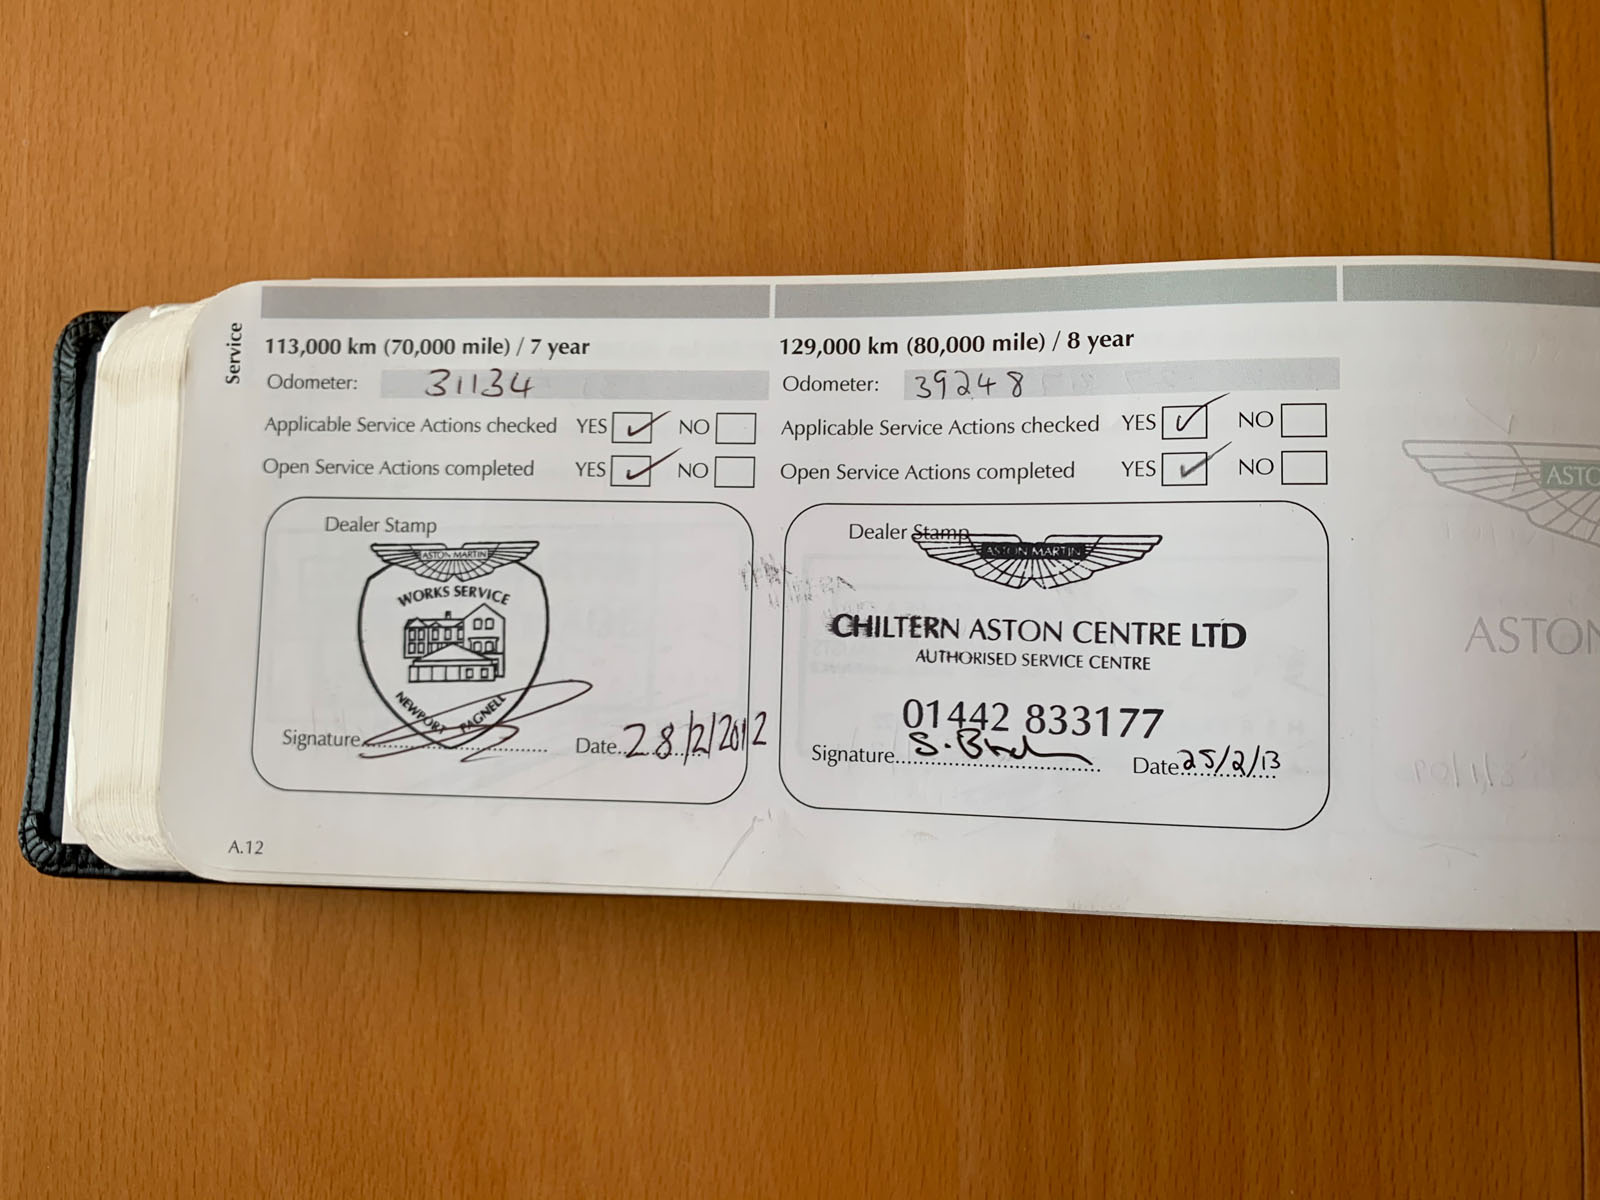 Service
113,000 km (70,000 mile) / 7 year
Odometer: 31134
Applicable Service Actions checked YES NO
Open Service Actions completed YES NO
Dealer Stamp
ASTON MARTIN
WORKS SERVICE
NEWPORT PAGNELL
Signature
Date 28/2/2012
129,000 km (80,000 mile) / 8 year
Odometer: 39248
Applicable Service Actions checked YES NO
Open Service Actions completed YES NO
Dealer Stamp
ASTON MARTIN
CHILTERN ASTON CENTRE LTD
AUTHORISED SERVICE CENTRE
01442 833177
Signature
Date 25/2/13
A.12
ASTO
ASTON